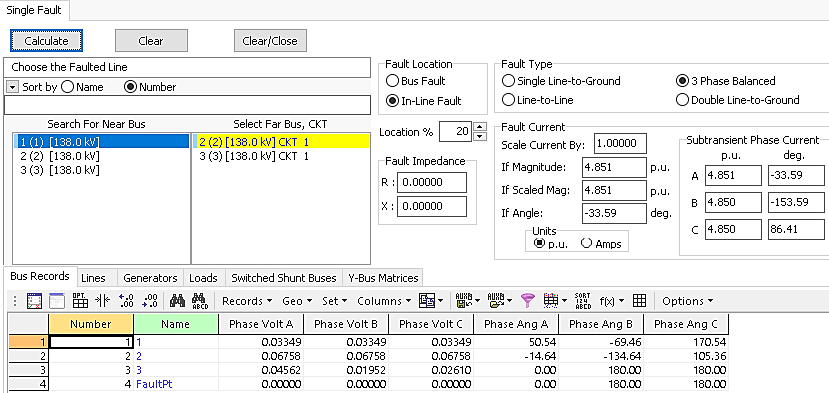 Single Fault
Calculate Clear Clear/Close
Choose the Faulted Line
Sort by Name Number
Search For Near Bus Select Far Bus, CKT
1 (1) [138.0 kV] 2 (2) [138.0 kV] CKT 1
2 (2) [138.0 kV] 3 (3) [138.0 kV] CKT 1
3 (3) [138.0 kV]
Fault Location
Bus Fault
In-Line Fault
Location % 20
Fault Impedance
R : 0.00000
X : 0.00000
Fault Type
Single Line-to-Ground 3 Phase Balanced
Line-to-Line Double Line-to-Ground
Fault Current
Scale Current By: 1.00000
If Magnitude: 4.851 p.u.
If Scaled Mag: 4.851 p.u.
If Angle: -33.59 deg.
Units
p.u. Amps
Subtransient Phase Current
p.u. deg.
A 4.851 -33.59
B 4.850 -153.59
C 4.850 86.41
Bus Records Lines Generators Loads Switched Shunt Buses Y-Bus Matrices
OPT .00 +.0 ABCD Records Geo Set Columns AUXB AUXB SORT 124 ABED f(x) Options
Number Name Phase Volt A Phase Volt B Phase Volt C Phase Ang A Phase Ang B Phase Ang C
1 1 1 0.03349 0.03349 0.03349 50.54 -69.46 170.54
2 2 2 0.06758 0.06758 0.06758 -14.64 -134.64 105.36
3 3 3 0.04562 0.01952 0.02610 0.00 180.00 180.00
4 4 FaultPt 0.00000 0.00000 0.00000 0.00 180.00 180.00